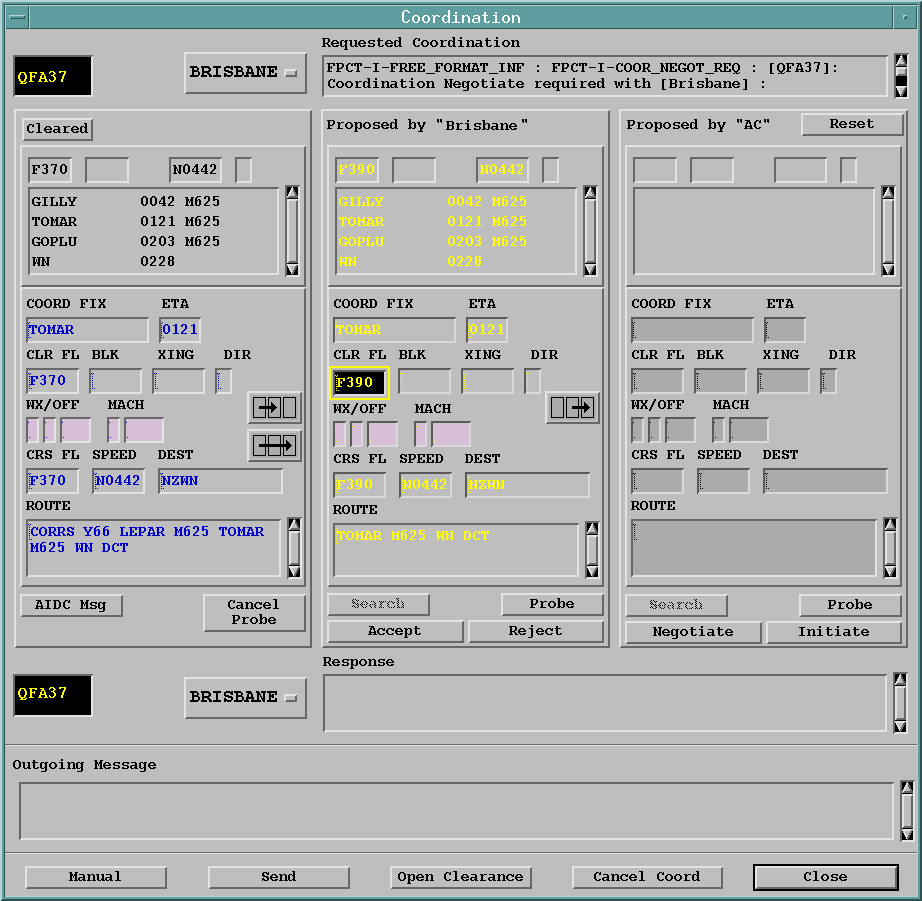 Coordination
QFA37
BRISBANE
Requested Coordination
FPCT-I-FREE_FORMAT_INF : FPCT-I-COOR_NEGOT_REQ : [QFA37]:
Coordination Negotiate required with [Brisbane] :
Cleared
F370 N0442
GILLY 0042 M625
TOMAR 0121 M625
GOPLU 0203 M625
WN 0228
COORD FIX ETA
TOMAR 0121
CLR FL BLK XING DIR
F370
WX/OFF MACH
CRS FL SPEED DEST
F370 N0442 NZWN
ROUTE
CORRS Y66 LEPAR M625 TOMAR
M625 WN DCT
AIDC Msg
Cancel
Probe
Proposed by "Brisbane"
F390 N0442
GILLY 0042 M625
TOMAR 0121 M625
GOPLU 0203 M625
WN 0228
COORD FIX ETA
TOMAR 0121
CLR FL BLK XING DIR
F390
WX/OFF MACH
CRS FL SPEED DEST
F390 N0442 NZWN
ROUTE
TOMAR M625 WN DCT
Search Probe
Accept Reject
Proposed by "AC" Reset
COORD FIX ETA
CLR FL BLK XING DIR
WX/OFF MACH
CRS FL SPEED DEST
ROUTE
Search Probe
Negotiate Initiate
QFA37
BRISBANE
Response
Outgoing Message
Manual Send Open Clearance Cancel Coord Close